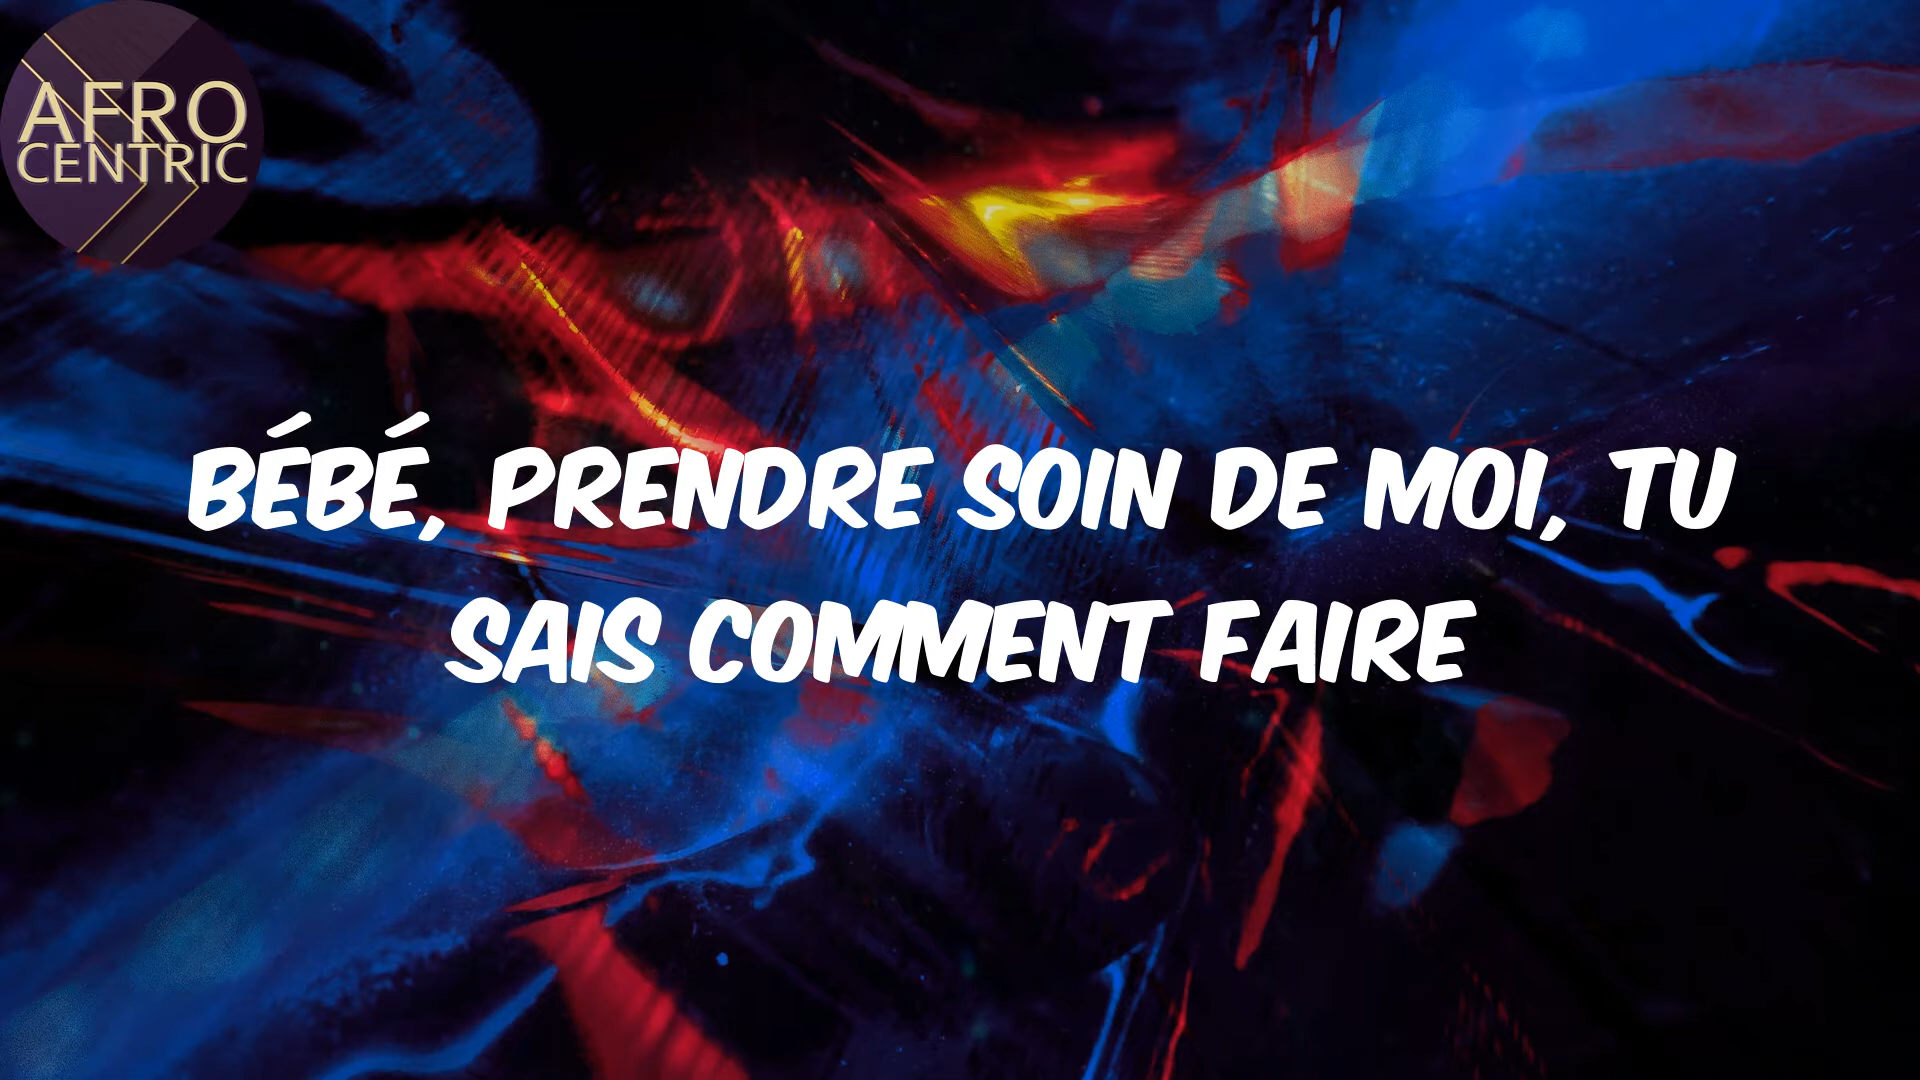 AFRO
CENTRIC
BÉBÉ, PRENDRE SOIN DE MOI, TU
SAIS COMMENT FAIRE